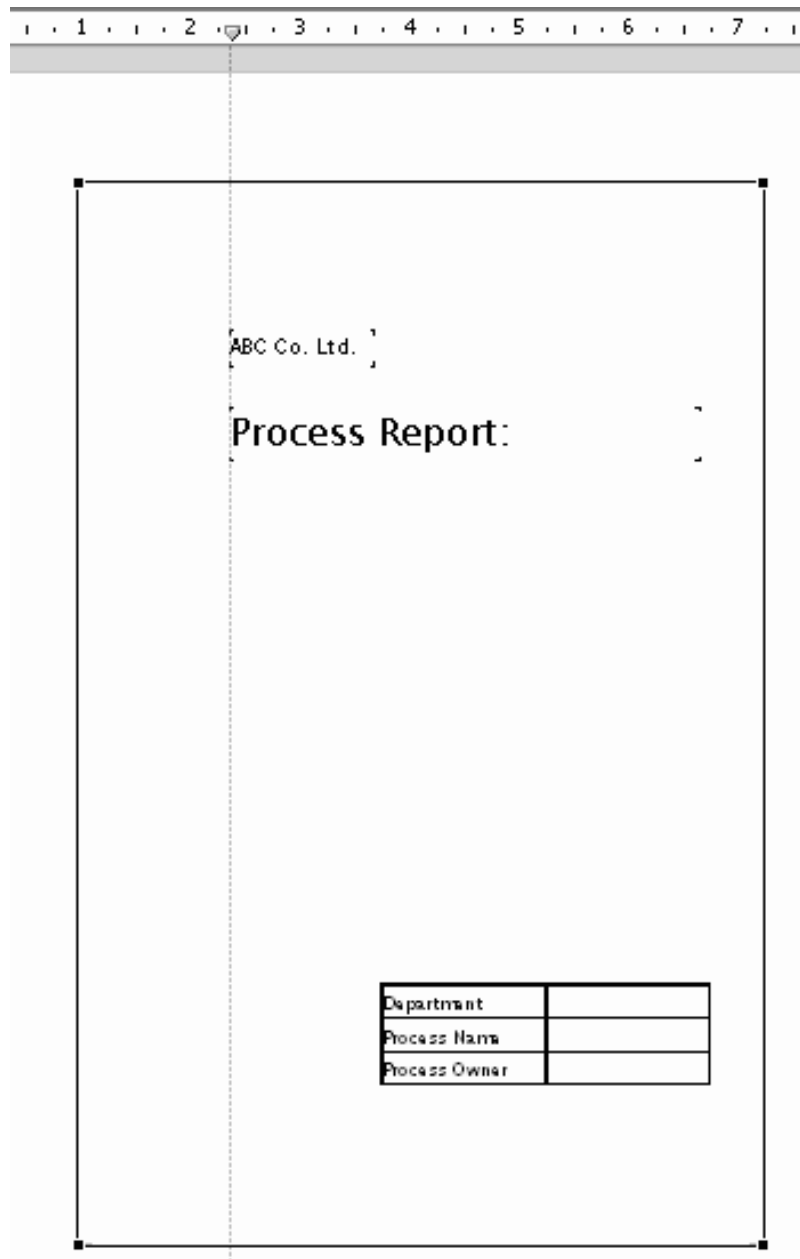 1 2 3 4 5 6 7
ABC Co. Ltd.
Process Report:
Department
Process Name
Process Owner